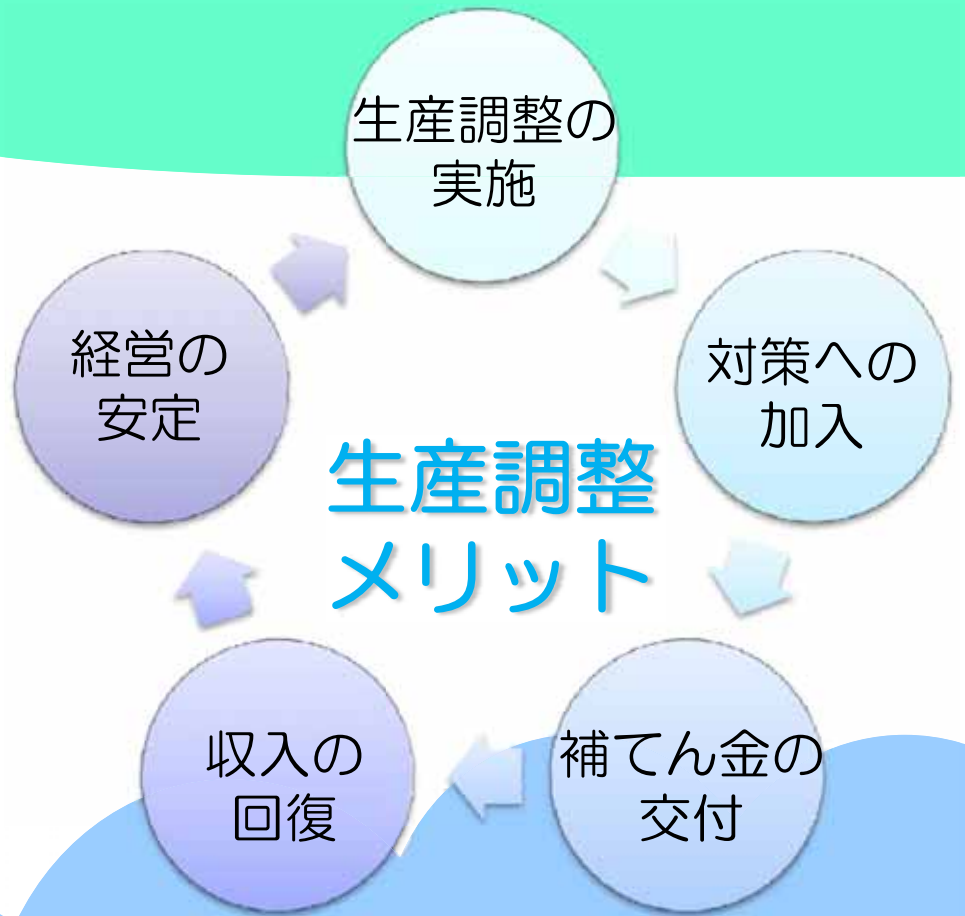 生産調整の
実施
対策への
加入
補てん金の
交付
収入の
回復
経営の
安定
生産調整
メリット